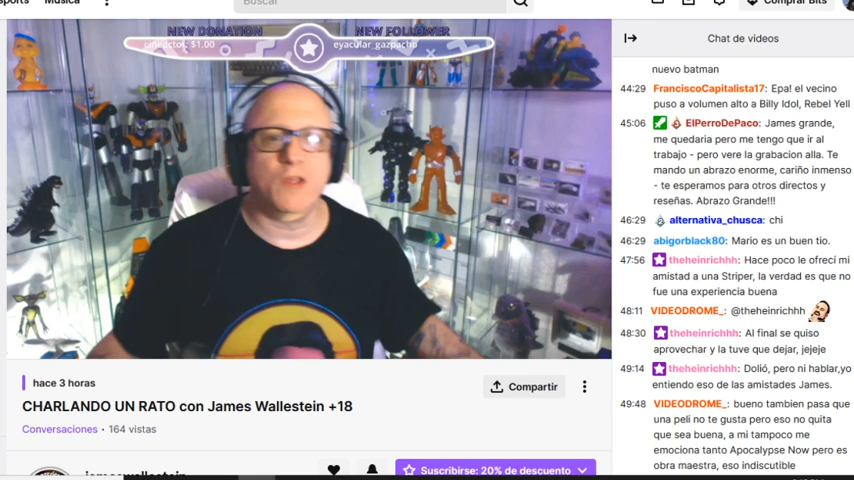 Música
Buscar
Comprar Bits
NEW DONATION
NEW FOLLOWER
$1.00
eyacular_gazpacho
Chat de videos
nuevo batman
44:29 FranciscoCapitalista17: Epa! el vecino
puso a volumen alto a Billy Idol, Rebel Yell
45:06 ElPerroDePaco: James grande,
me quedaria pero me tengo que ir al
trabajo - pero vere la grabacion alla. Te
mando un abrazo enorme, cariño inmenso
- te esperamos para otros directos y
reseñas. Abrazo Grande!!!
46:29 alternativa_chusca: chi
46:29 abigorblack80: Mario es un buen tio.
47:56 theheinrichhh: Hace poco le ofrecí mi
amistad a una Striper, la verdad es que no
fue una experiencia buena
48:11 VIDEODROME_: @theheinrichhh
48:30 theheinrichhh: Al final se quiso
aprovechar y la tuve que dejar, jejeje
49:14 theheinrichhh: Dolió, pero ni hablar,yo
entiendo eso de las amistades James.
49:48 VIDEODROME_: bueno tambien pasa que
una peli no te gusta pero eso no quita
que sea buena, a mi tampoco me
emociona tanto Apocalypse Now pero es
obra maestra, eso indiscutible
hace 3 horas
Compartir
CHARLANDO UN RATO con James Wallestein +18
Conversaciones • 164 vistas
jameswallestein
Suscribirse: 20% de descuento